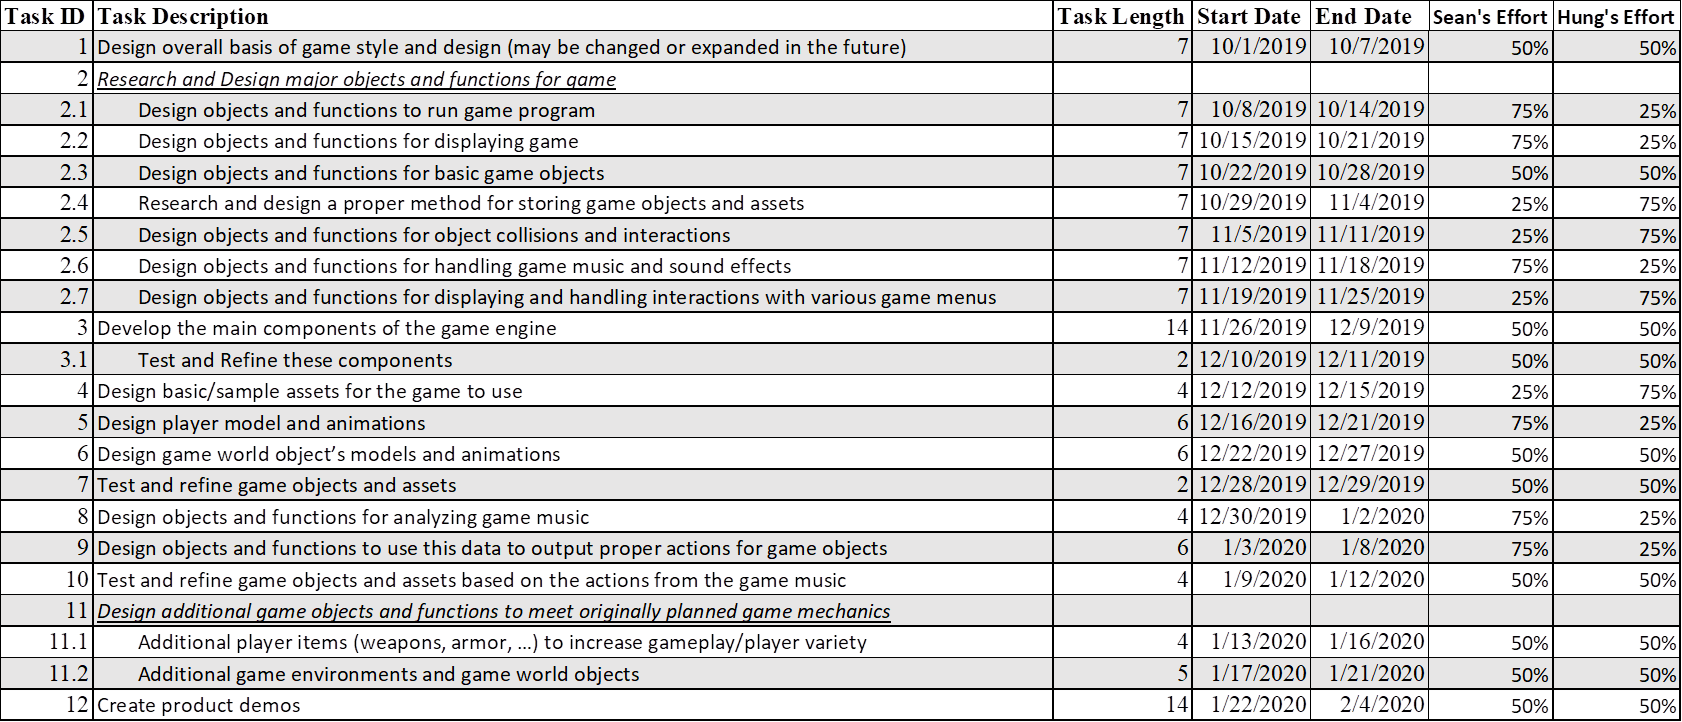 Task ID Task Description Task Length Start Date End Date Sean's Effort Hung's Effort
1 Design overall basis of game style and design (may be changed or expanded in the future) 7 10/1/2019 10/7/2019 50% 50%
2 Research and Design major objects and functions for game
2.1 Design objects and functions to run game program 7 10/8/2019 10/14/2019 75% 25%
2.2 Design objects and functions for displaying game 7 10/15/2019 10/21/2019 75% 25%
2.3 Design objects and functions for basic game objects 7 10/22/2019 10/28/2019 50% 50%
2.4 Research and design a proper method for storing game objects and assets 7 10/29/2019 11/4/2019 25% 75%
2.5 Design objects and functions for object collisions and interactions 7 11/5/2019 11/11/2019 25% 75%
2.6 Design objects and functions for handling game music and sound effects 7 11/12/2019 11/18/2019 75% 25%
2.7 Design objects and functions for displaying and handling interactions with various game menus 7 11/19/2019 11/25/2019 25% 75%
3 Develop the main components of the game engine 14 11/26/2019 12/9/2019 50% 50%
3.1 Test and Refine these components 2 12/10/2019 12/11/2019 50% 50%
4 Design basic/sample assets for the game to use 4 12/12/2019 12/15/2019 25% 75%
5 Design player model and animations 6 12/16/2019 12/21/2019 75% 25%
6 Design game world object’s models and animations 6 12/22/2019 12/27/2019 50% 50%
7 Test and refine game objects and assets 2 12/28/2019 12/29/2019 50% 50%
8 Design objects and functions for analyzing game music 4 12/30/2019 1/2/2020 75% 25%
9 Design objects and functions to use this data to output proper actions for game objects 6 1/3/2020 1/8/2020 75% 25%
10 Test and refine game objects and assets based on the actions from the game music 4 1/9/2020 1/12/2020 50% 50%
11 Design additional game objects and functions to meet originally planned game mechanics
11.1 Additional player items (weapons, armor, …) to increase gameplay/player variety 4 1/13/2020 1/16/2020 50% 50%
11.2 Additional game environments and game world objects 5 1/17/2020 1/21/2020 50% 50%
12 Create product demos 14 1/22/2020 2/4/2020 50% 50%